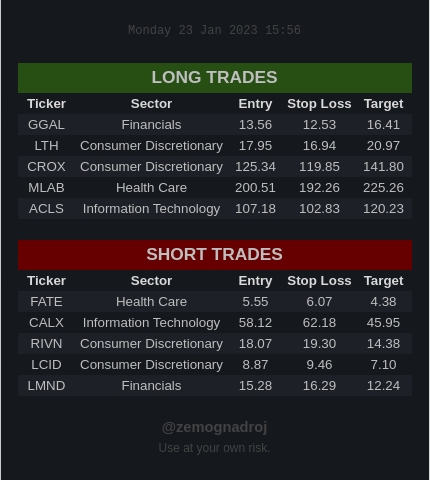 Monday 23 Jan 2023 15:56
LONG TRADES
Ticker Sector Entry Stop Loss Target
GGAL Financials 13.56 12.53 16.41
LTH Consumer Discretionary 17.95 16.94 20.97
CROX Consumer Discretionary 125.34 119.85 141.80
MLAB Health Care 200.51 192.26 225.26
ACLS Information Technology 107.18 102.83 120.23
SHORT TRADES
Ticker Sector Entry Stop Loss Target
FATE Health Care 5.55 6.07 4.38
CALX Information Technology 58.12 62.18 45.95
RIVN Consumer Discretionary 18.07 19.30 14.38
LCID Consumer Discretionary 8.87 9.46 7.10
LMND Financials 15.28 16.29 12.24
@zemognadroj
Use at your own risk.